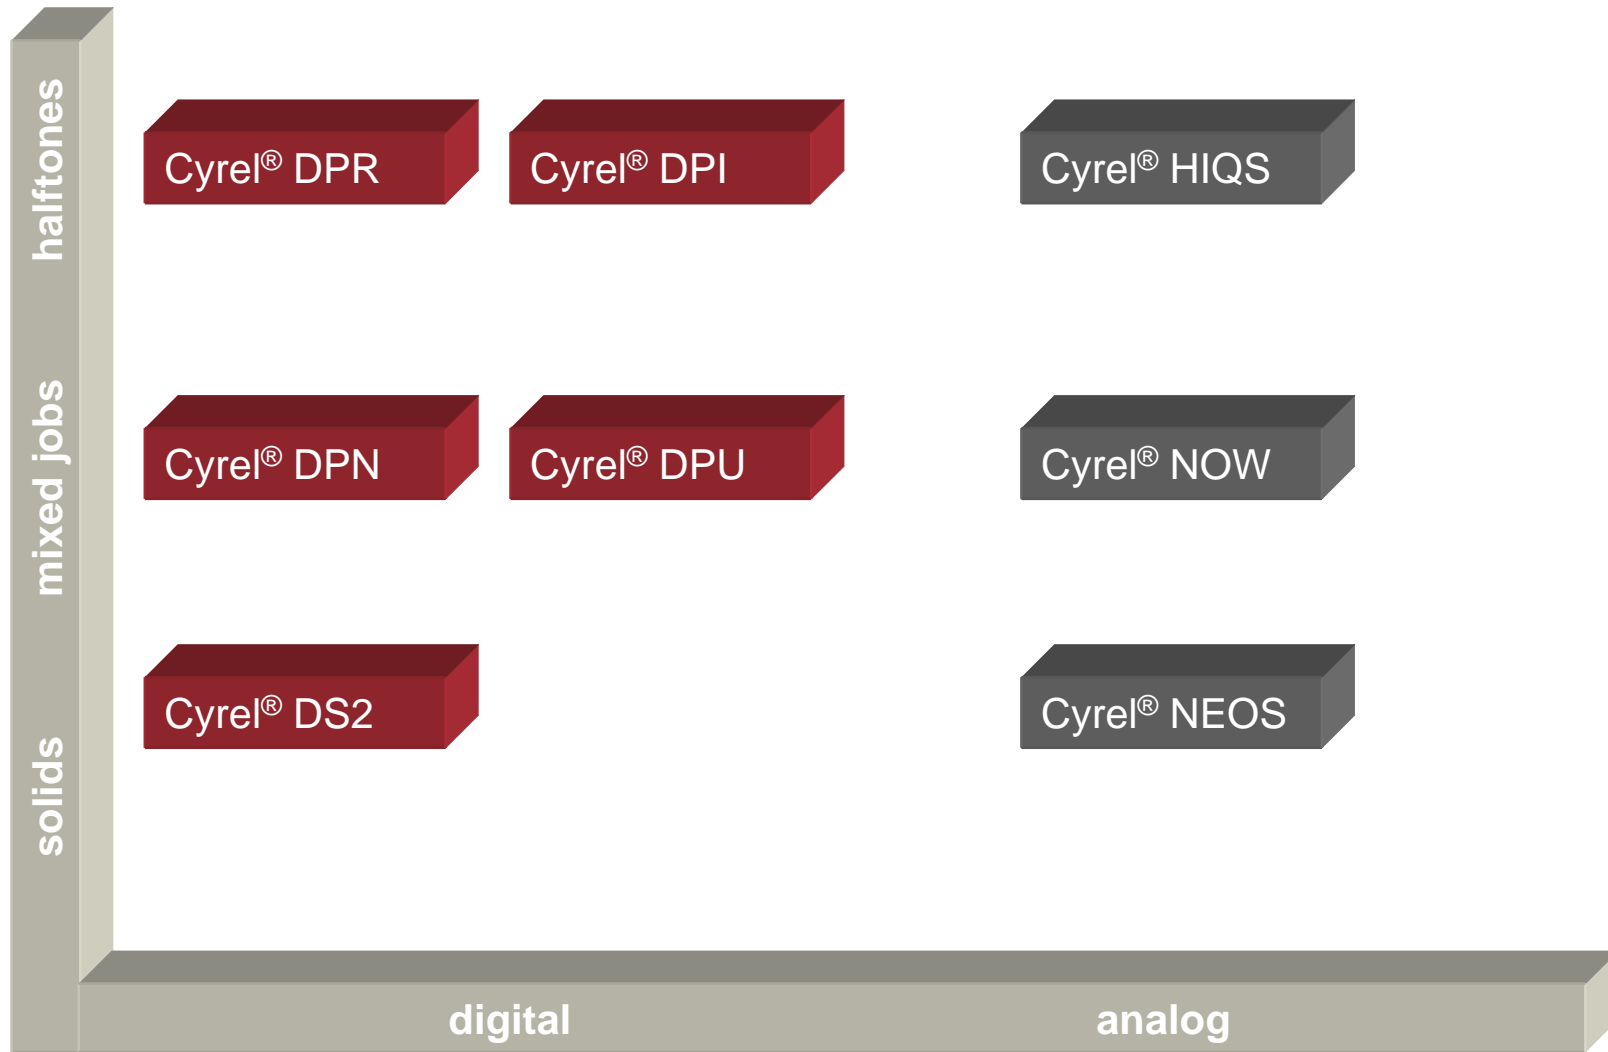 halftones
Cyrel® DPR
Cyrel® DPI
Cyrel® HIQS
mixed jobs
Cyrel® DPN
Cyrel® DPU
Cyrel® NOW
solids
Cyrel® DS2
Cyrel® NEOS
digital
analog